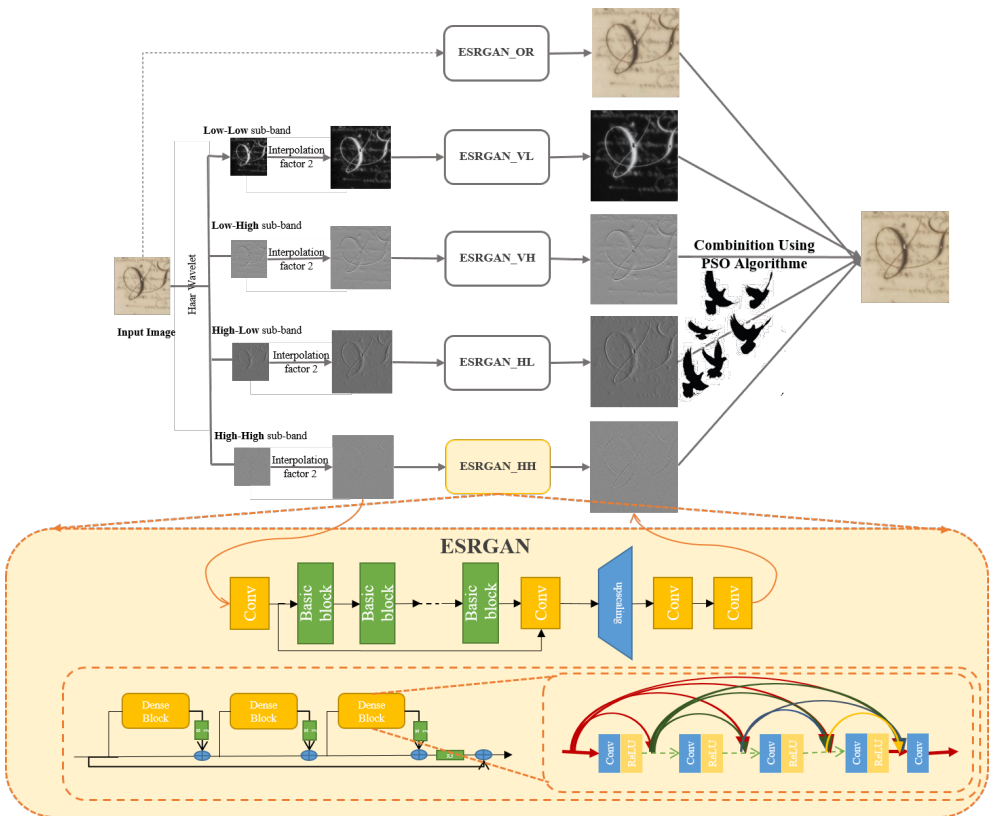 ESRGAN_OR
Low-Low sub-band
Interpolation
factor 2
ESRGAN_VL
Low-High sub-band
Interpolation
factor 2
ESRGAN_VH
Combinition Using
PSO Algorithme
Haar Wavelet
Input Image
High-Low sub-band
Interpolation
factor 2
ESRGAN_HL
High-High sub-band
Interpolation
factor 2
ESRGAN_HH
ESRGAN
Conv
Basic
block
Basic
block
Basic
block
Conv
upscaling
Conv
Conv
Dense
Block
Dense
Block
Dense
Block
Conv
ReLU
Conv
ReLU
Conv
ReLU
Conv
ReLU
Conv